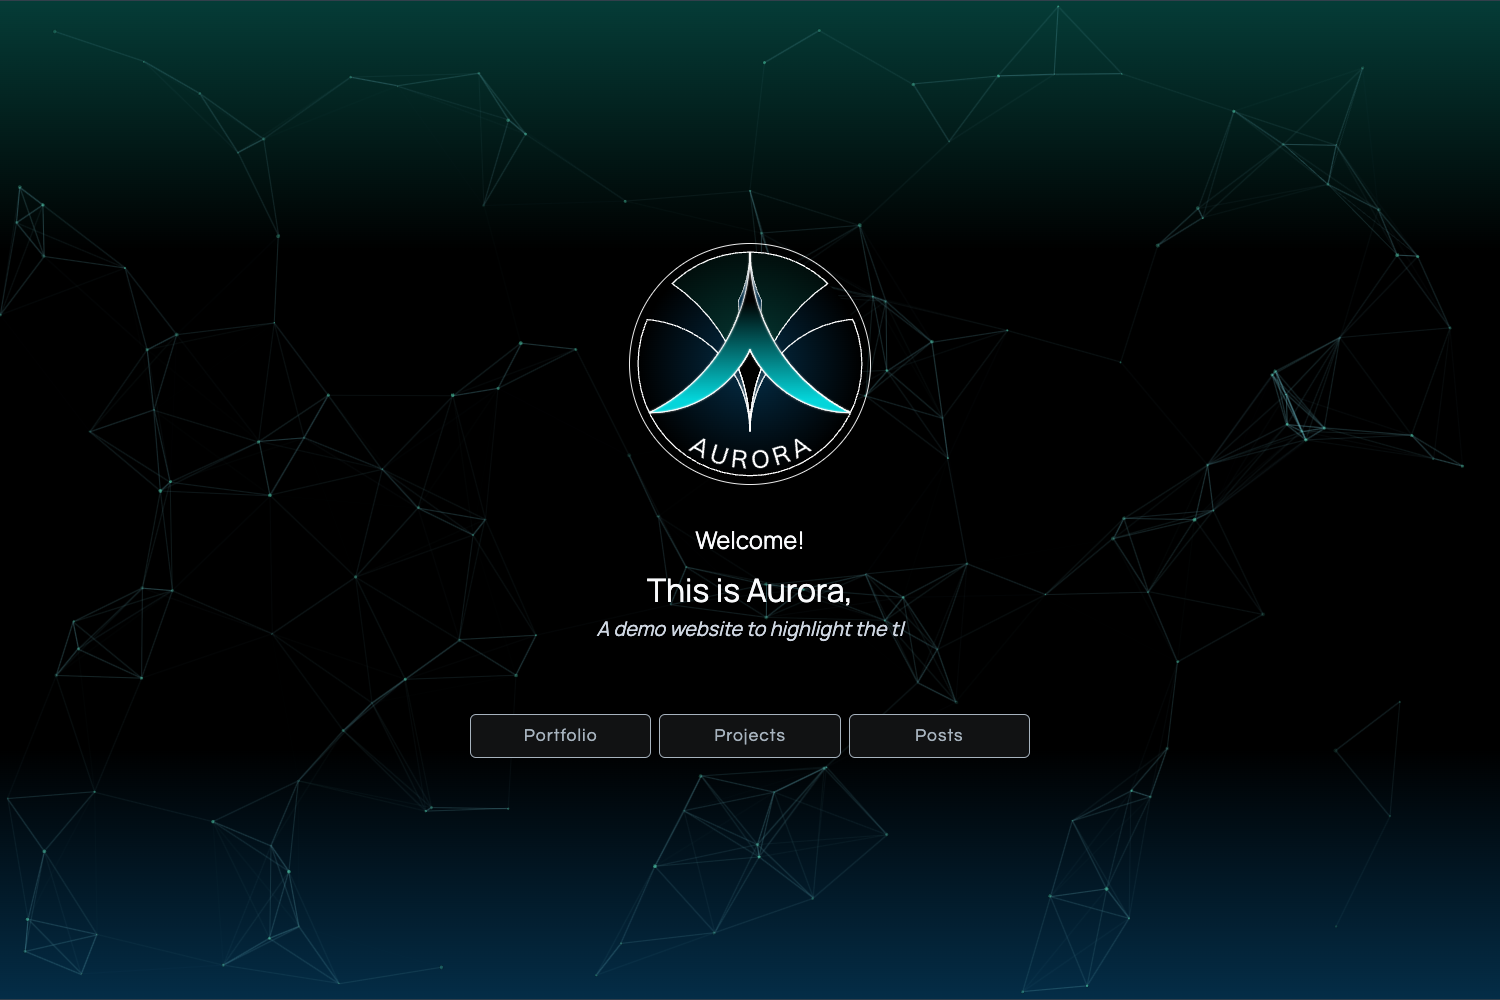 AURORA
Welcome!
This is Aurora,
A demo website to highlight the tl
Portfolio
Projects
Posts